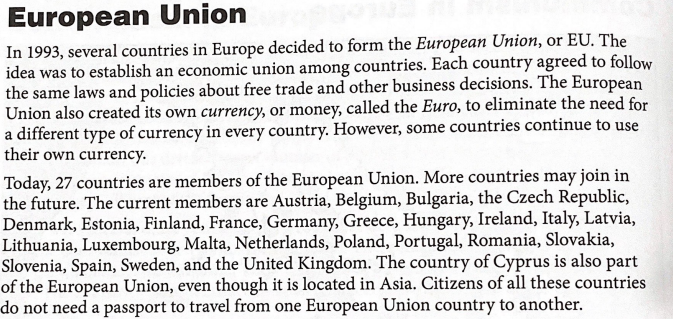 European Union
In 1993, several countries in Europe decided to form the European Union, or EU. The
idea was to establish an economic union among countries. Each country agreed to follow
the same laws and policies about free trade and other business decisions. The European
Union also created its own currency, or money, called the Euro, to eliminate the need for
a different type of currency in every country. However, some countries continue to use
their own currency.
Today, 27 countries are members of the European Union. More countries may join in
the future. The current members are Austria, Belgium, Bulgaria, the Czech Republic,
Denmark, Estonia, Finland, France, Germany, Greece, Hungary, Ireland, Italy, Latvia,
Lithuania, Luxembourg, Malta, Netherlands, Poland, Portugal, Romania, Slovakia,
Slovenia, Spain, Sweden, and the United Kingdom. The country of Cyprus is also part
of the European Union, even though it is located in Asia. Citizens of all these countries
do not need a passport to travel from one European Union country to another.